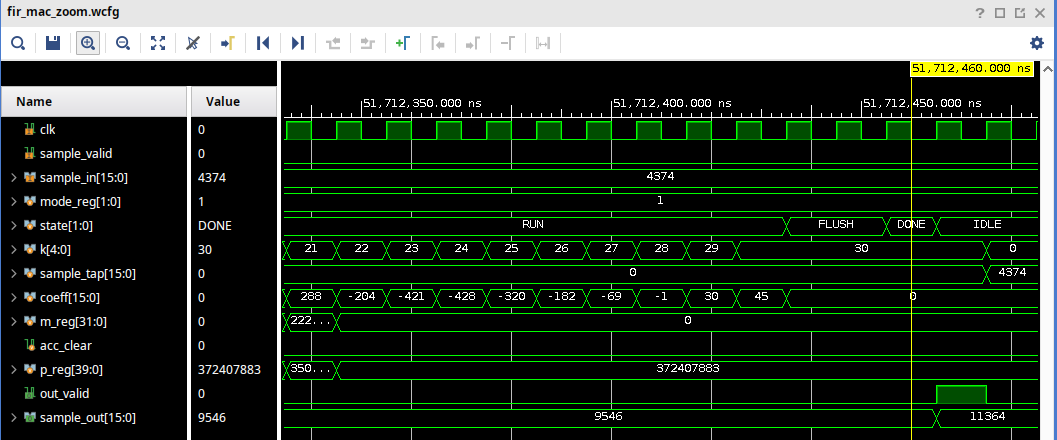 fir_mac_zoom.wcfg
51,712,460.000 ns
Name Value
51,712,350.000 ns 51,712,400.000 ns 51,712,450.000 ns
clk 0
sample_valid 0
sample_in[15:0] 4374 4374
mode_reg[1:0] 1 1
state[1:0] DONE RUN FLUSH DONE IDLE
k[4:0] 30 21 22 23 24 25 26 27 28 29 30 0
sample_tap[15:0] 0 0 4374
coeff[15:0] 0 288 -204 -421 -428 -320 -182 -69 -1 30 45 0
m_reg[31:0] 0 222... 0
acc_clear 0
p_reg[39:0] 372407883 350... 372407883
out_valid 0
sample_out[15:0] 9546 9546 11364